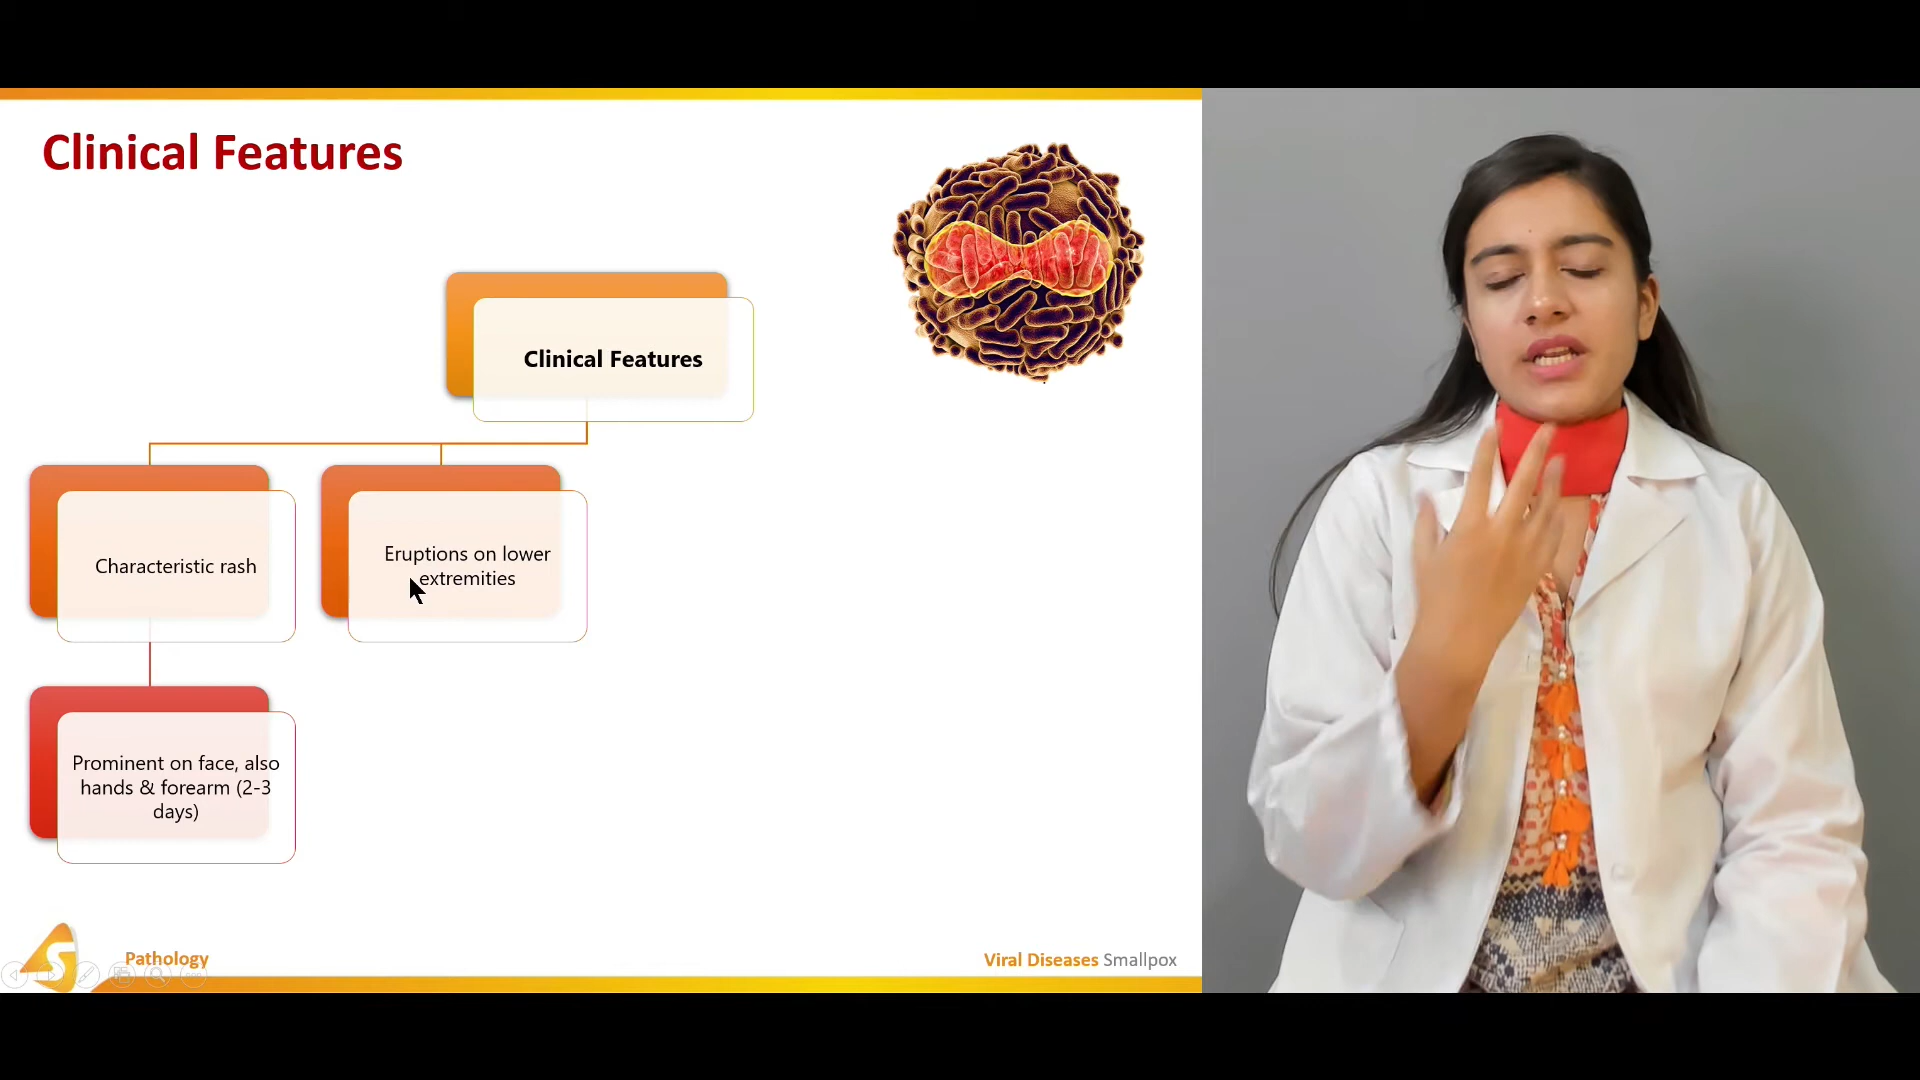 Clinical Features
Clinical Features
Characteristic rash
Eruptions on lower
extremities
Prominent on face, also
hands & forearm (2-3
days)
S
Pathology
Viral Diseases Smallpox